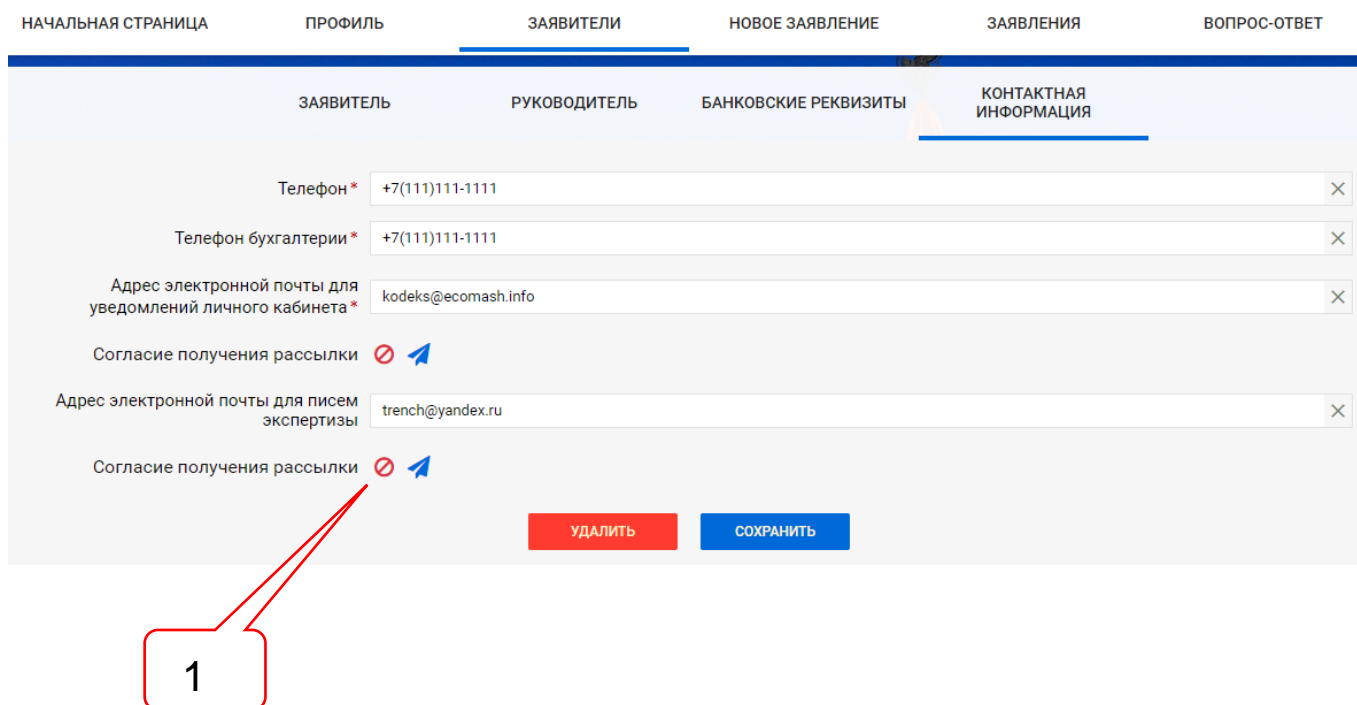 НАЧАЛЬНАЯ СТРАНИЦА ПРОФИЛЬ ЗАЯВИТЕЛИ НОВОЕ ЗАЯВЛЕНИЕ ЗАЯВЛЕНИЯ ВОПРОС-ОТВЕТ
ЗАЯВИТЕЛЬ РУКОВОДИТЕЛЬ БАНКОВСКИЕ РЕКВИЗИТЫ КОНТАКТНАЯ
ИНФОРМАЦИЯ
Телефон* +7(111)111-1111
Телефон бухгалтерии* +7(111)111-1111
Адрес электронной почты для
уведомлений личного кабинета* kodeks@ecomash.info
Согласие получения рассылки
Адрес электронной почты для писем
экспертизы trench@yandex.ru
Согласие получения рассылки
УДАЛИТЬ СОХРАНИТЬ
1